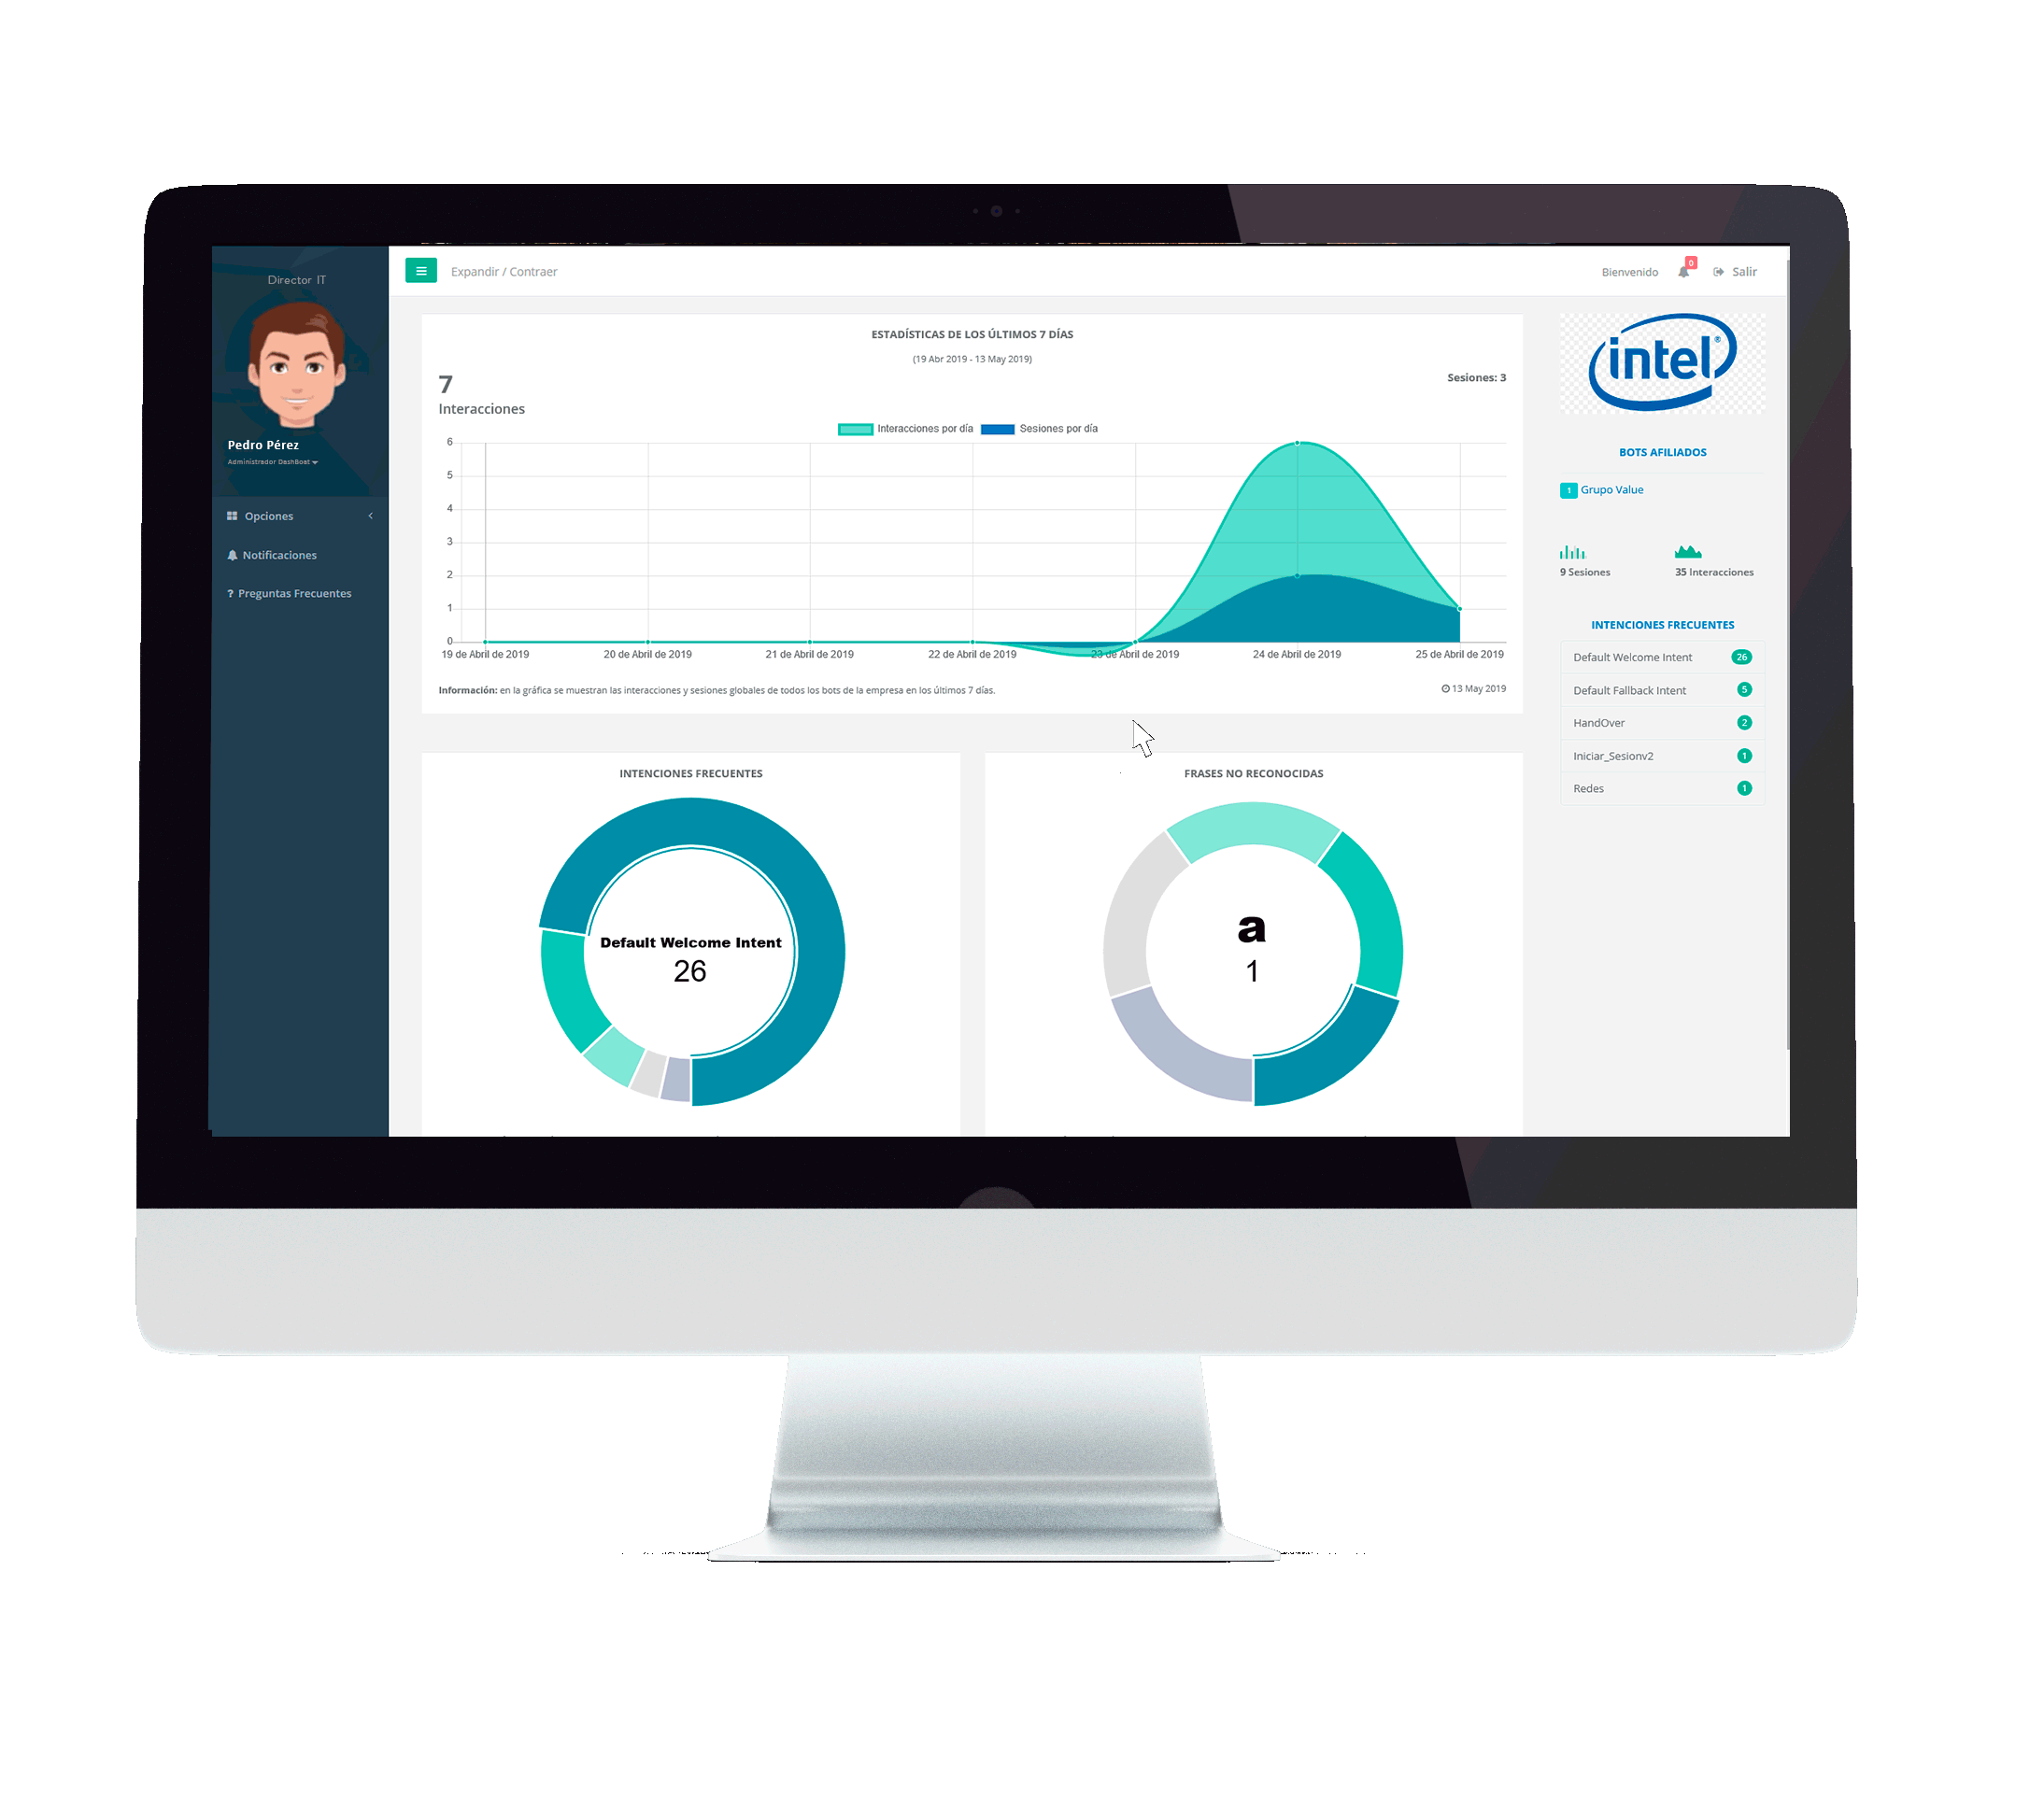 Director IT
Pedro Pérez
Administrador DashBoat
Opciones
Notificaciones
? Preguntas Frecuentes
Expandir / Contraer
Bienvenido
0
Salir
ESTADÍSTICAS DE LOS ÚLTIMOS 7 DÍAS
(19 Abr 2019 - 13 May 2019)
7
Interacciones
Sesiones: 3
Interacciones por día
Sesiones por día
6
5
4
3
2
1
0
19 de Abril de 2019
20 de Abril de 2019
21 de Abril de 2019
22 de Abril de 2019
23 de Abril de 2019
24 de Abril de 2019
25 de Abril de 2019
Información: en la gráfica se muestran las interacciones y sesiones globales de todos los bots de la empresa en los últimos 7 días.
13 May 2019
INTENCIONES FRECUENTES
Default Welcome Intent
26
FRASES NO RECONOCIDAS
a
1
intel®
BOTS AFILIADOS
1 Grupo Value
9 Sesiones
35 Interacciones
INTENCIONES FRECUENTES
Default Welcome Intent 26
Default Fallback Intent 5
HandOver 2
Iniciar_Sesionv2 1
Redes 1